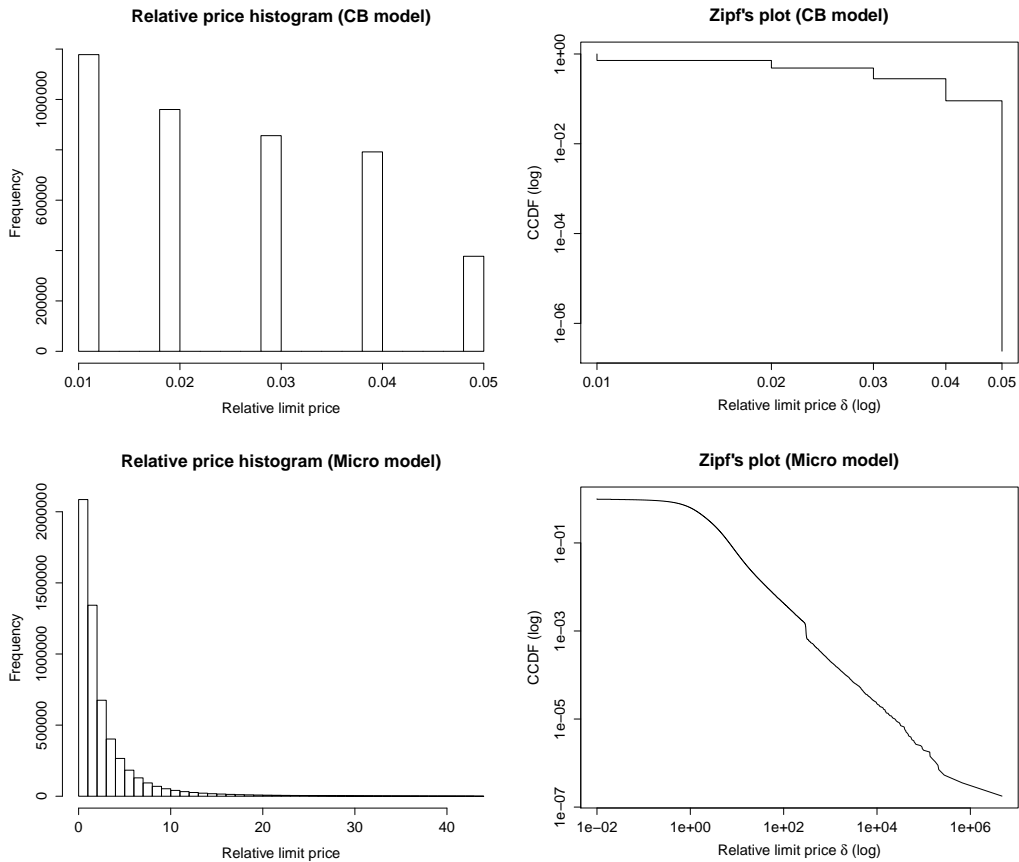 Relative price histogram (CB model)
Frequency
0
200000
600000
1000000
0.01 0.02 0.03 0.04 0.05
Relative limit price
Zipf's plot (CB model)
CCDF (log)
1e+00
1e−02
1e−04
1e−06
0.01 0.02 0.03 0.04 0.05
Relative limit price δ (log)
Relative price histogram (Micro model)
Frequency
0
500000
1000000
1500000
2000000
0 10 20 30 40
Relative limit price
Zipf's plot (Micro model)
CCDF (log)
1e−01
1e−03
1e−05
1e−07
1e−02 1e+00 1e+02 1e+04 1e+06
Relative limit price δ (log)